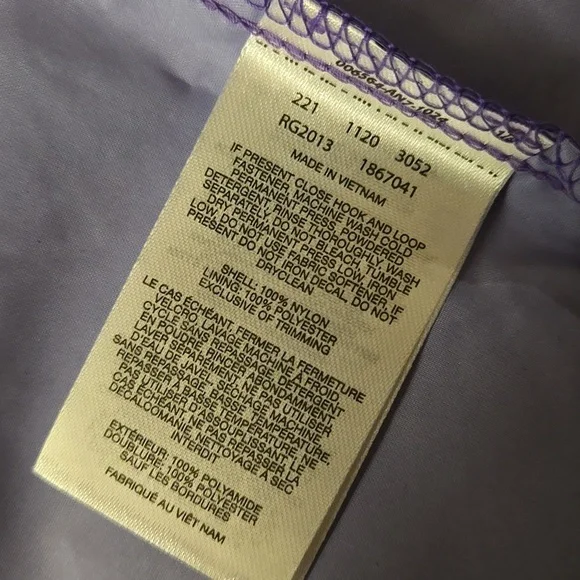 006564-ANZ-1024
221 1120 3052
RG2013 1867041
MADE IN VIETNAM
IF PRESENT CLOSE HOOK AND LOOP
FASTENER, MACHINE WASH COLD
PERMANENT PRESS, POWDERED
DETERGENT, RINSE THOROUGHLY, WASH
SEPARATELY, DO NOT BLEACH, TUMBLE
DRY, PERMANENT PRESS LOW, IRON
LOW, DO NOT USE FABRIC SOFTENER, IF
PRESENT DO NOT IRON DECAL, DO NOT
DRYCLEAN
SHELL: 100% NYLON
LINING: 100% POLYESTER
EXCLUSIVE OF TRIMMING
LE CAS ÉCHÉANT, FERMER LA FERMETURE
VELCRO, LAVAGE MACHINE À FROID,
CYCLE SANS REPASSAGE, DÉTERGENT
EN POUDRE, RINCER ABONDAMMENT,
LAVER SÉPARÉMENT, NE PAS UTILISER
D'EAU DE JAVEL, SÉCHAGE MACHINE,
SANS REPASSAGE, BASSE TEMPÉRATURE,
REPASSAGE À BASSE TEMPÉRATURE, NE
PAS UTILISER D'ASSOUPLISSANT, LE
CAS ÉCHÉANT, NE PAS REPASSER LA
DÉCALCOMANIE, NETTOYAGE À SEC
INTERDIT
EXTÉRIEUR: 100% POLYAMIDE
DOUBLURE: 100% POLYESTER
SAUF LES BORDURES
FABRIQUÉ AU VIÊT NAM